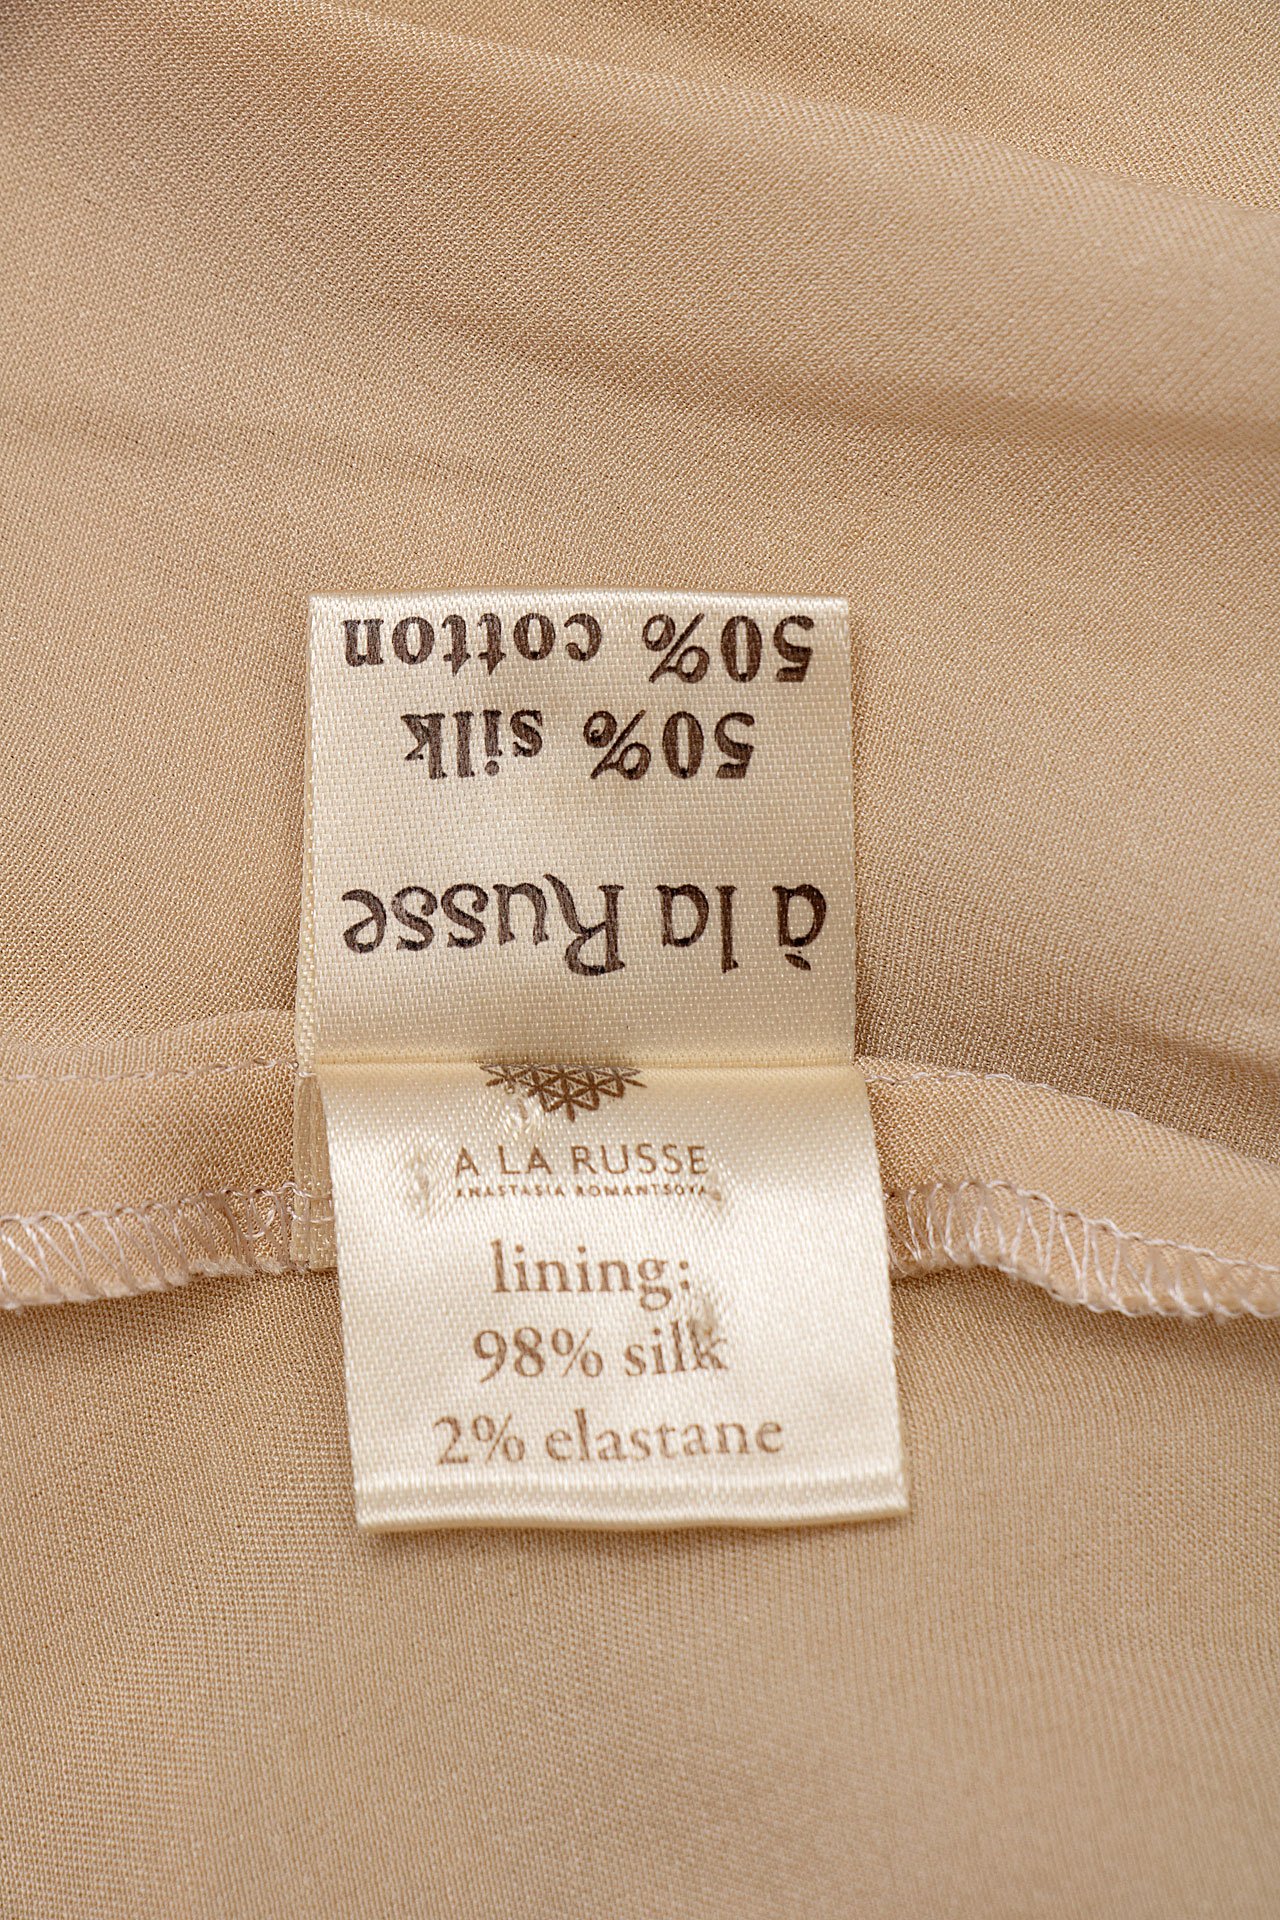 à la Russe
50% silk
50% cotton
A LA RUSSE
ANASTASIA ROMANTSOVA
lining:
98% silk
2% elastane